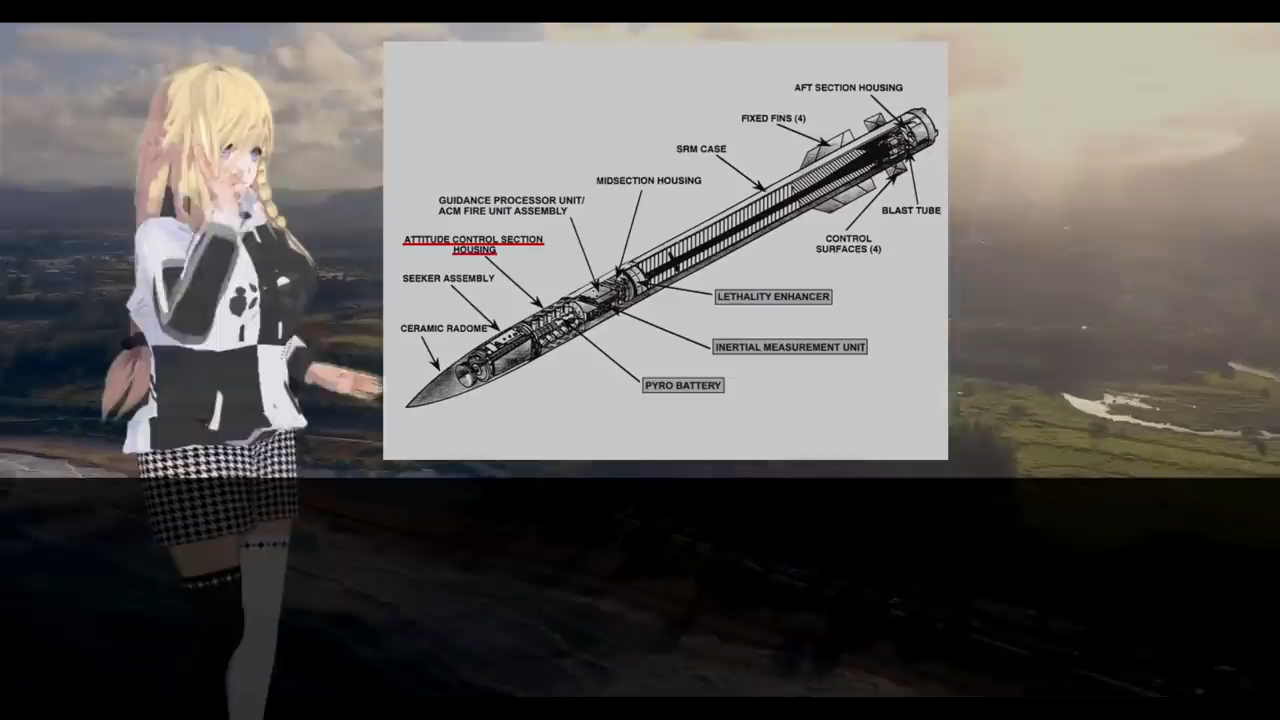 AFT SECTION HOUSING
FIXED FINS (4)
SRM CASE
MIDSECTION HOUSING
GUIDANCE PROCESSOR UNIT/
ACM FIRE UNIT ASSEMBLY
BLAST TUBE
ATTITUDE CONTROL SECTION
HOUSING
CONTROL
SURFACES (4)
SEEKER ASSEMBLY
LETHALITY ENHANCER
CERAMIC RADOME
INERTIAL MEASUREMENT UNIT
PYRO BATTERY